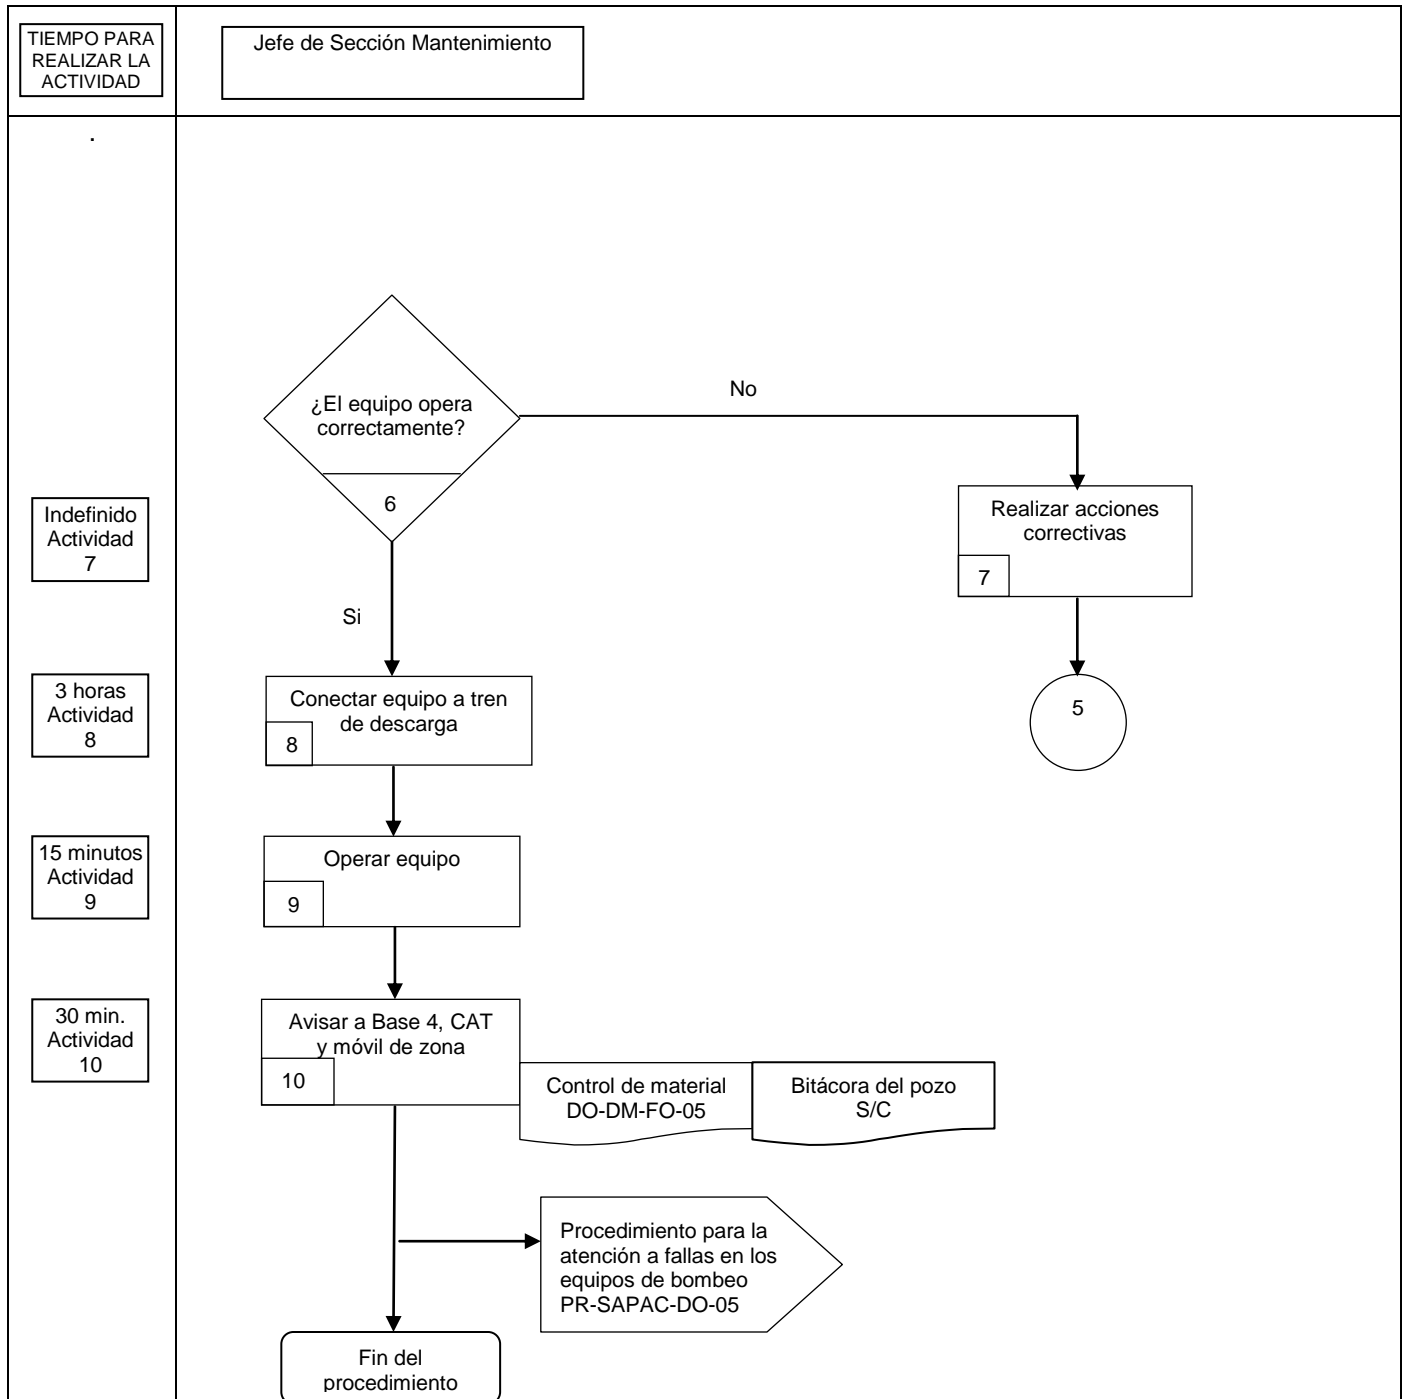 TIEMPO PARA
REALIZAR LA
ACTIVIDAD
Jefe de Sección Mantenimiento
.
¿El equipo opera
correctamente?
6
No
Indefinido
Actividad
7
Realizar acciones
correctivas
7
Si
3 horas
Actividad
8
Conectar equipo a tren
de descarga
8
5
15 minutos
Actividad
9
Operar equipo
9
30 min.
Actividad
10
Avisar a Base 4, CAT
y móvil de zona
10
Control de material
DO-DM-FO-05
Bitácora del pozo
S/C
Procedimiento para la
atención a fallas en los
equipos de bombeo
PR-SAPAC-DO-05
Fin del
procedimiento